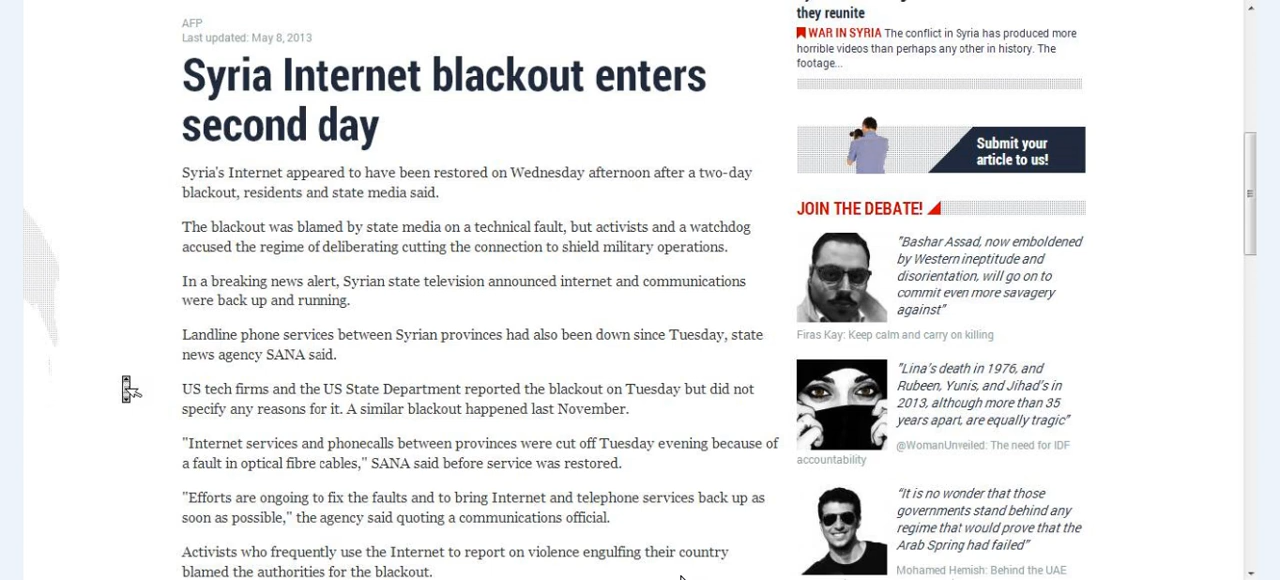 AFP
Last updated: May 8, 2013
Syria Internet blackout enters
second day
Syria's Internet appeared to have been restored on Wednesday afternoon after a two-day
blackout, residents and state media said.
The blackout was blamed by state media on a technical fault, but activists and a watchdog
accused the regime of deliberating cutting the connection to shield military operations.
In a breaking news alert, Syrian state television announced internet and communications
were back up and running.
Landline phone services between Syrian provinces had also been down since Tuesday, state
news agency SANA said.
US tech firms and the US State Department reported the blackout on Tuesday but did not
specify any reasons for it. A similar blackout happened last November.
"Internet services and phonecalls between provinces were cut off Tuesday evening because of
a fault in optical fibre cables," SANA said before service was restored.
"Efforts are ongoing to fix the faults and to bring Internet and telephone services back up as
soon as possible," the agency said quoting a communications official.
Activists who frequently use the Internet to report on violence engulfing their country
blamed the authorities for the blackout.
they reunite
WAR IN SYRIA The conflict in Syria has produced more
horrible videos than perhaps any other in history. The
footage...
Submit your
article to us!
JOIN THE DEBATE!
"Bashar Assad, now emboldened
by Western ineptitude and
disorientation, will go on to
commit even more savagery
against"
Firas Kay: Keep calm and carry on killing
"Lina's death in 1976, and
Rubeen, Yunis, and Jihad's in
2013, although more than 35
years apart, are equally tragic"
@WomanUnveiled: The need for IDF
accountability
"It is no wonder that those
governments stand behind any
regime that would prove that the
Arab Spring had failed"
Mohamed Hemish: Behind the UAE